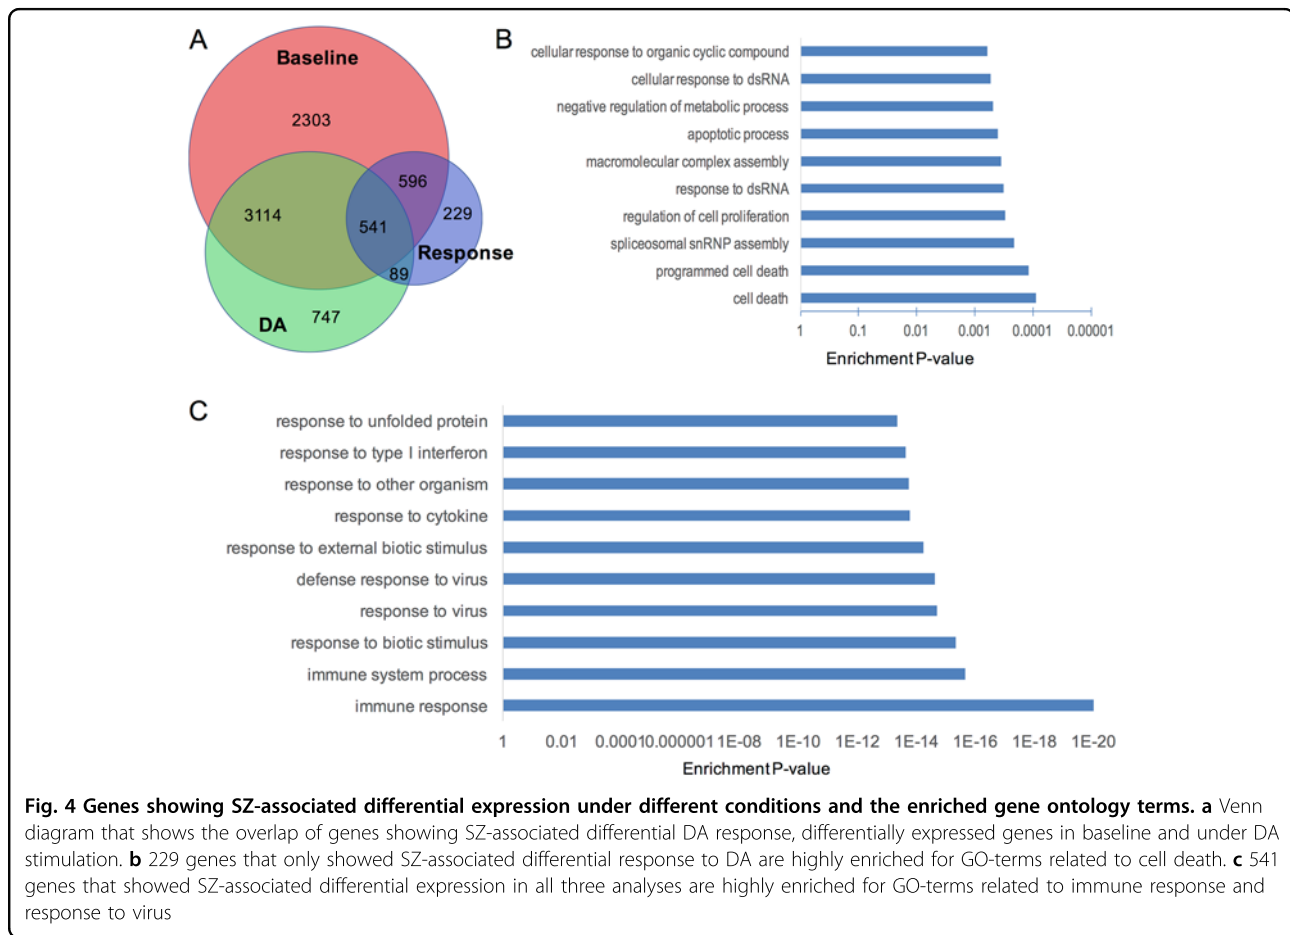 A
Baseline
2303
596
3114
541
229
Response
89
DA
747
B
cellular response to organic cyclic compound
cellular response to dsRNA
negative regulation of metabolic process
apoptotic process
macromolecular complex assembly
response to dsRNA
regulation of cell proliferation
spliceosomal snRNP assembly
programmed cell death
cell death
1 0.1 0.01 0.001 0.0001 0.00001
Enrichment P-value
C
response to unfolded protein
response to type I interferon
response to other organism
response to cytokine
response to external biotic stimulus
defense response to virus
response to virus
response to biotic stimulus
immune system process
immune response
1 0.01 0.0001 0.000001 1E-08 1E-10 1E-12 1E-14 1E-16 1E-18 1E-20
Enrichment P-value
Fig. 4 Genes showing SZ-associated differential expression under different conditions and the enriched gene ontology terms. a Venn
diagram that shows the overlap of genes showing SZ-associated differential DA response, differentially expressed genes in baseline and under DA
stimulation. b 229 genes that only showed SZ-associated differential response to DA are highly enriched for GO-terms related to cell death. c 541
genes that showed SZ-associated differential expression in all three analyses are highly enriched for GO-terms related to immune response and
response to virus